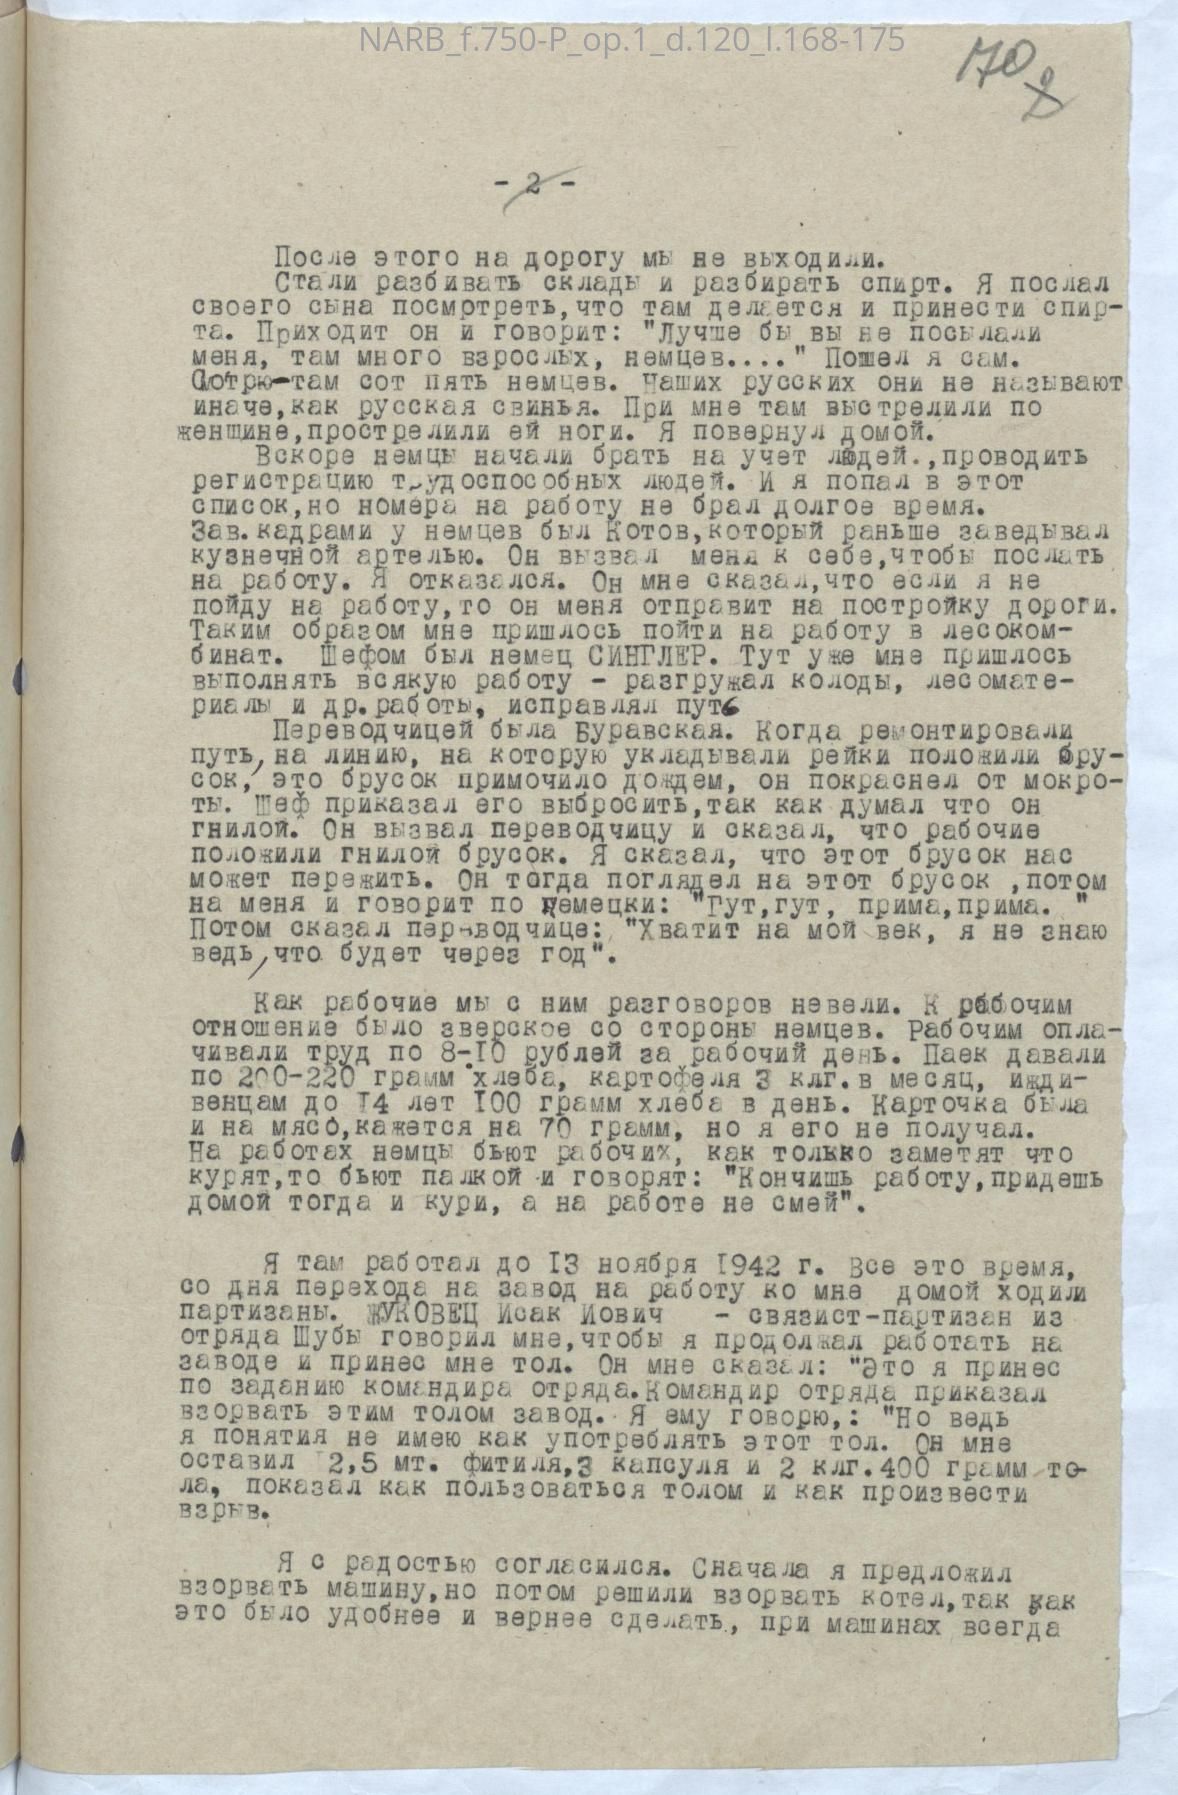 NARB_f.750-P_op.1_d.120_l.168-175
170
- 2 -
После этого на дорогу мы не выходили.
Стали разбивать склады и разбирать спирт. Я послал
своего сына посмотреть,что там делается и принести спир-
та. Приходит он и говорит: "Лучше бы вы не посылали
меня, там много взрослых, немцев...." Пошел я сам.
Смотрю-там сот пять немцев. Наших русских они не называют
иначе,как русская свинья. При мне там выстрелили по
женщине,прострелили ей ноги. Я повернул домой.
Вскоре немцы начали брать на учет людей.,проводить
регистрацию трудоспособных людей. И я попал в этот
список,но номера на работу не брал долгое время.
Зав.кадрами у немцев был Котов,который раньше заведывал
кузнечной артелью. Он вызвал меня к себе,чтобы послать
на работу. Я отказался. Он мне сказал,что если я не
пойду на работу,то он меня отправит на постройку дороги.
Таким образом мне пришлось пойти на работу в лесоком-
бинат. Шефом был немец СИНГЛЕР. Тут уже мне пришлось
выполнять всякую работу - разгружал колоды, лесомате-
риалы и др.работы, исправлял путь
Переводчицей была Буравская. Когда ремонтировали
путь, на линию, на которую укладывали рейки положили бру-
сок, это брусок примочило дождем, он покраснел от мокро-
ты. Шеф приказал его выбросить,так как думал что он
гнилой. Он вызвал переводчицу и сказал, что рабочие
положили гнилой брусок. Я сказал, что этот брусок нас
может пережить. Он тогда поглядел на этот брусок ,потом
на меня и говорит по немецки: "Гут,гут, прима,прима. "
Потом сказал переводчице: "Хватит на мой век, я не знаю
ведь, что будет через год".
Как рабочие мы с ним разговоров невели. К рабочим
отношение было зверское со стороны немцев. Рабочим опла-
чивали труд по 8-10 рублей за рабочий день. Паек давали
по 200-220 грамм хлеба, картофеля 3 клг.в месяц, ижди-
венцам до 14 лет 100 грамм хлеба в день. Карточка была
и на мясо,кажется на 70 грамм, но я его не получал.
На работах немцы бьют рабочих, как только заметят что
курят,то бьют палкой и говорят: "Кончишь работу,придешь
домой тогда и кури, а на работе не смей".
Я там работал до 13 ноября 1942 г. Все это время,
со дня перехода на завод на работу ко мне домой ходили
партизаны. ЖУКОВЕЦ Исак Иович - связист-партизан из
отряда Шубы говорил мне,чтобы я продолжал работать на
заводе и принес мне тол. Он мне сказал: "Это я принес
по заданию командира отряда.Командир отряда приказал
взорвать этим толом завод. Я ему говорю,: "Но ведь
я понятия не имею как употреблять этот тол. Он мне
оставил 2,5 мт. фитиля,3 капсуля и 2 клг.400 грамм то-
ла, показал как пользоваться толом и как произвести
взрыв.
Я с радостью согласился. Сначала я предложил
взорвать машину,но потом решили взорвать котел,так как
это было удобнее и вернее сделать, при машинах всегда